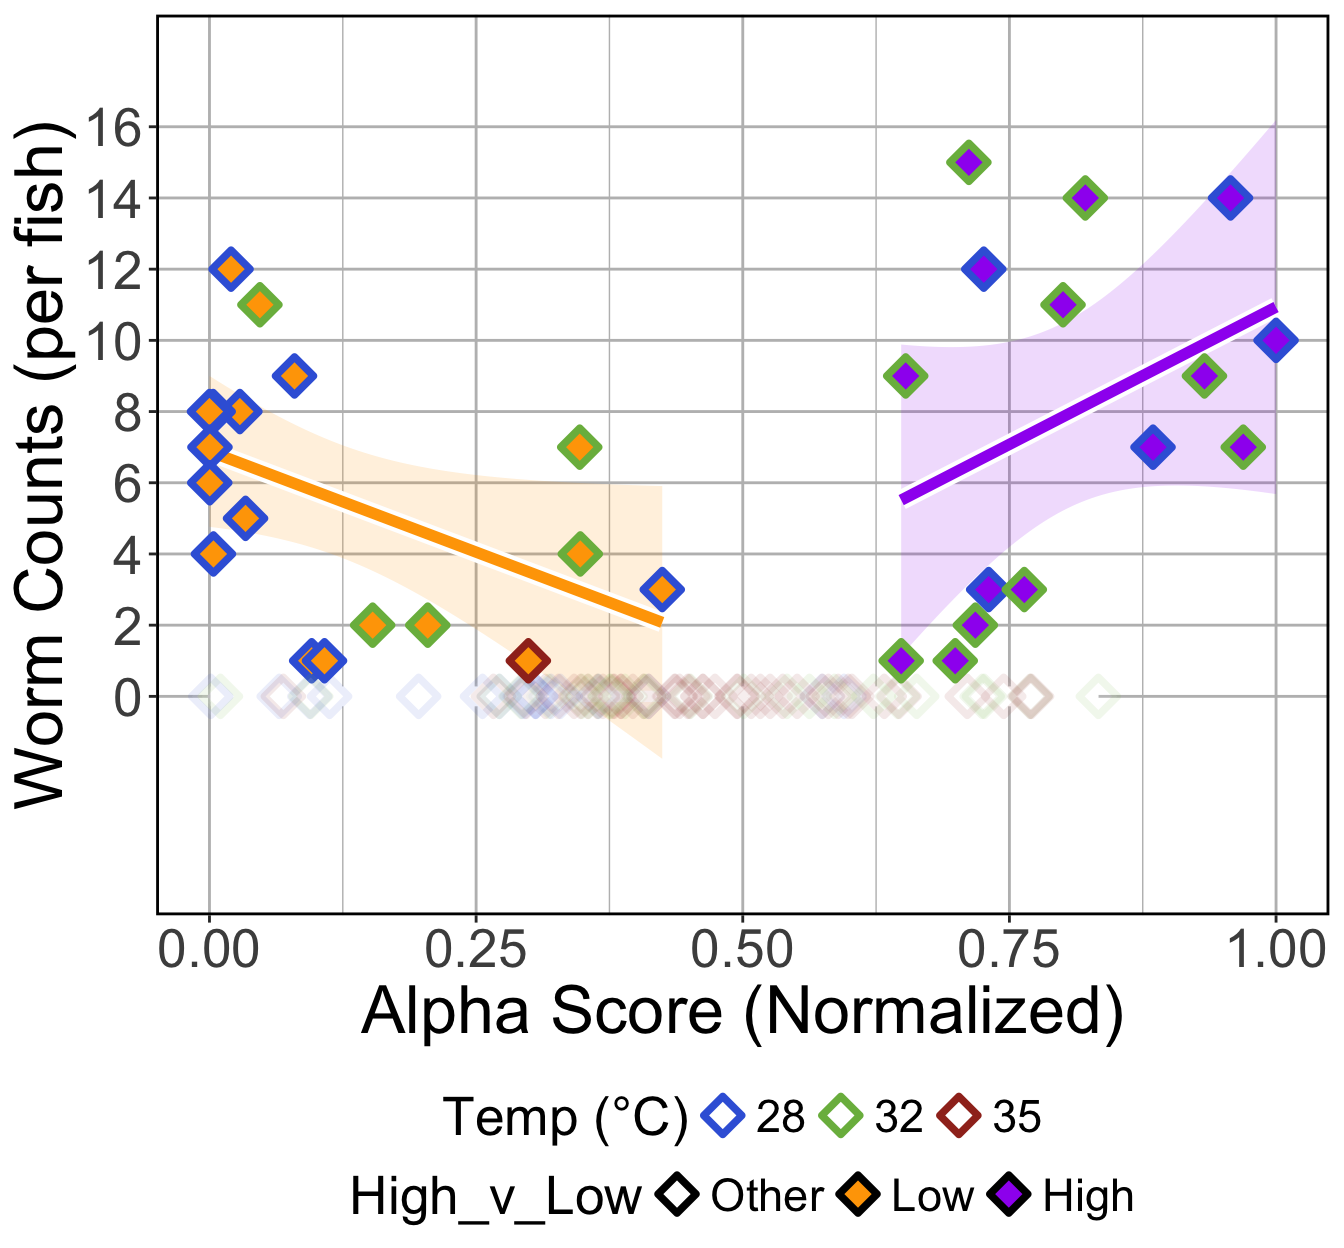 Worm Counts (per fish)
16
14
12
10
8
6
4
2
0
0.00 0.25 0.50 0.75 1.00
Alpha Score (Normalized)
Temp (°C) 28 32 35
High_v_Low Other Low High